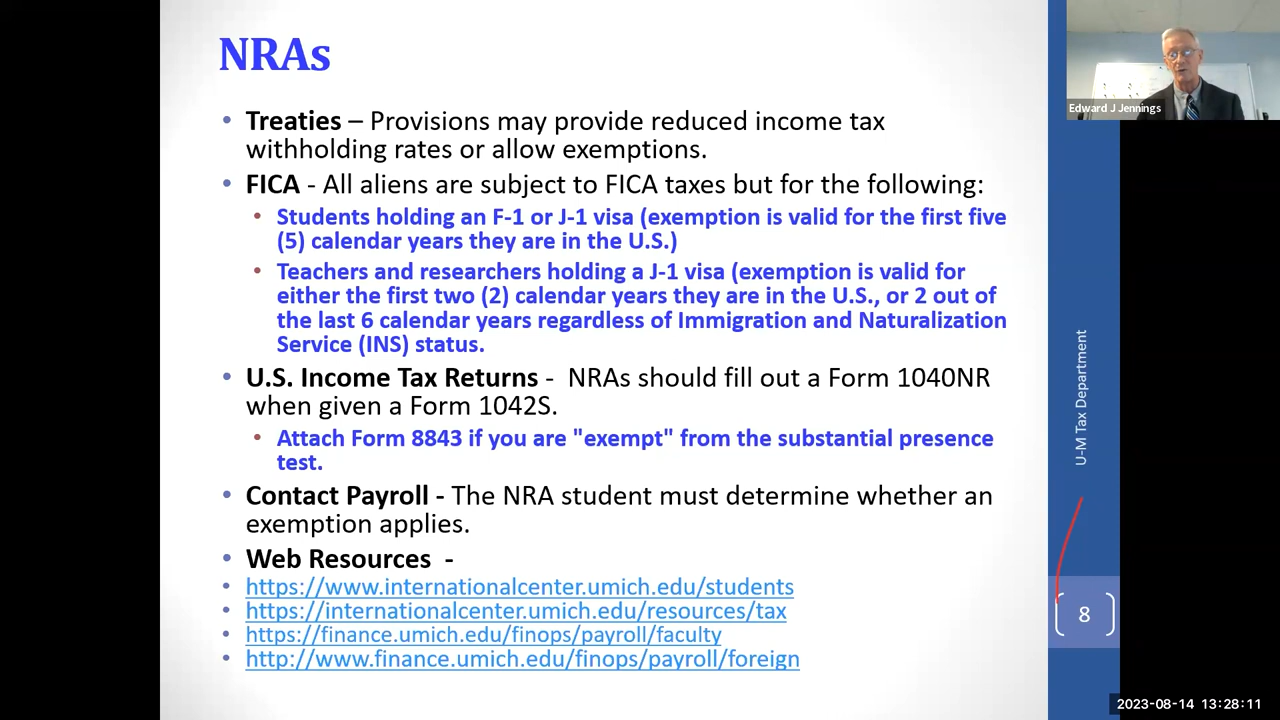 NRAs
• Treaties – Provisions may provide reduced income tax
withholding rates or allow exemptions.
• FICA - All aliens are subject to FICA taxes but for the following:
• Students holding an F-1 or J-1 visa (exemption is valid for the first five
(5) calendar years they are in the U.S.)
• Teachers and researchers holding a J-1 visa (exemption is valid for
either the first two (2) calendar years they are in the U.S., or 2 out of
the last 6 calendar years regardless of Immigration and Naturalization
Service (INS) status.
• U.S. Income Tax Returns - NRAs should fill out a Form 1040NR
when given a Form 1042S.
• Attach Form 8843 if you are "exempt" from the substantial presence
test.
• Contact Payroll - The NRA student must determine whether an
exemption applies.
• Web Resources -
• https://www.internationalcenter.umich.edu/students
• https://internationalcenter.umich.edu/resources/tax
• https://finance.umich.edu/finops/payroll/faculty
• http://www.finance.umich.edu/finops/payroll/foreign
Edward J Jennings
U-M Tax Department
8
2023-08-14 13:28:11